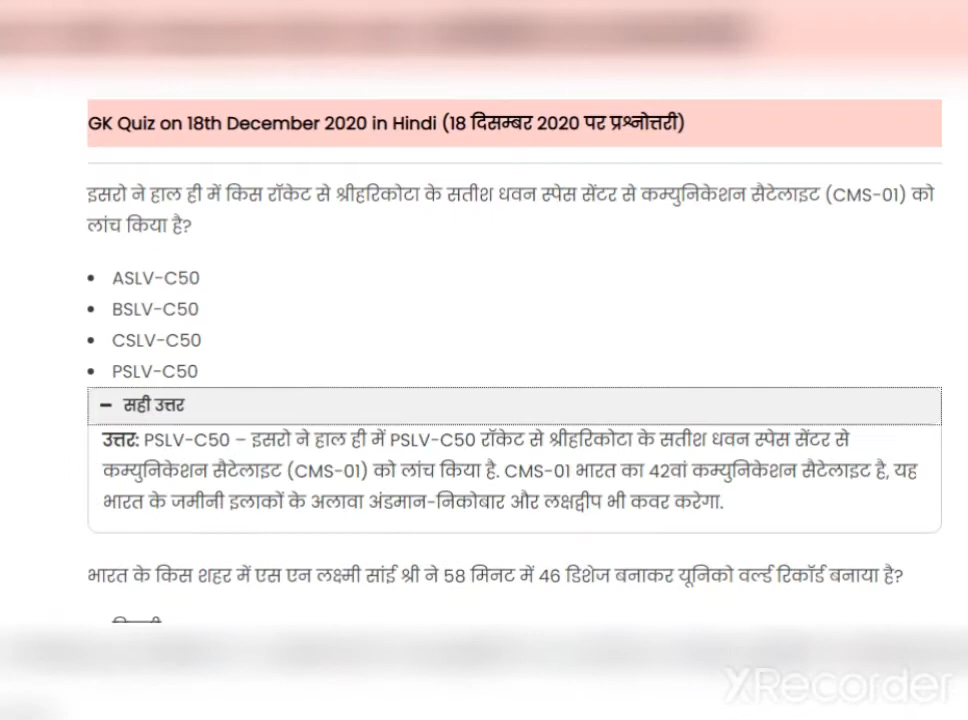 GK Quiz on 18th December 2020 in Hindi (18 दिसम्बर 2020 पर प्रश्नोत्तरी)
इसरो ने हाल ही में किस रॉकेट से श्रीहरिकोटा के सतीश धवन स्पेस सेंटर से कम्युनिकेशन सैटेलाइट (CMS-01) को
लांच किया है?
• ASLV-C50
• BSLV-C50
• CSLV-C50
• PSLV-C50
– सही उत्तर
उत्तर: PSLV-C50 – इसरो ने हाल ही में PSLV-C50 रॉकेट से श्रीहरिकोटा के सतीश धवन स्पेस सेंटर से
कम्युनिकेशन सैटेलाइट (CMS-01) को लांच किया है. CMS-01 भारत का 42वां कम्युनिकेशन सैटेलाइट है, यह
भारत के जमीनी इलाकों के अलावा अंडमान-निकोबार और लक्षद्वीप भी कवर करेगा.
भारत के किस शहर में एस एन लक्ष्मी सांई श्री ने 58 मिनट में 46 डिशेज बनाकर यूनिको वर्ल्ड रिकॉर्ड बनाया है?
XRecorder